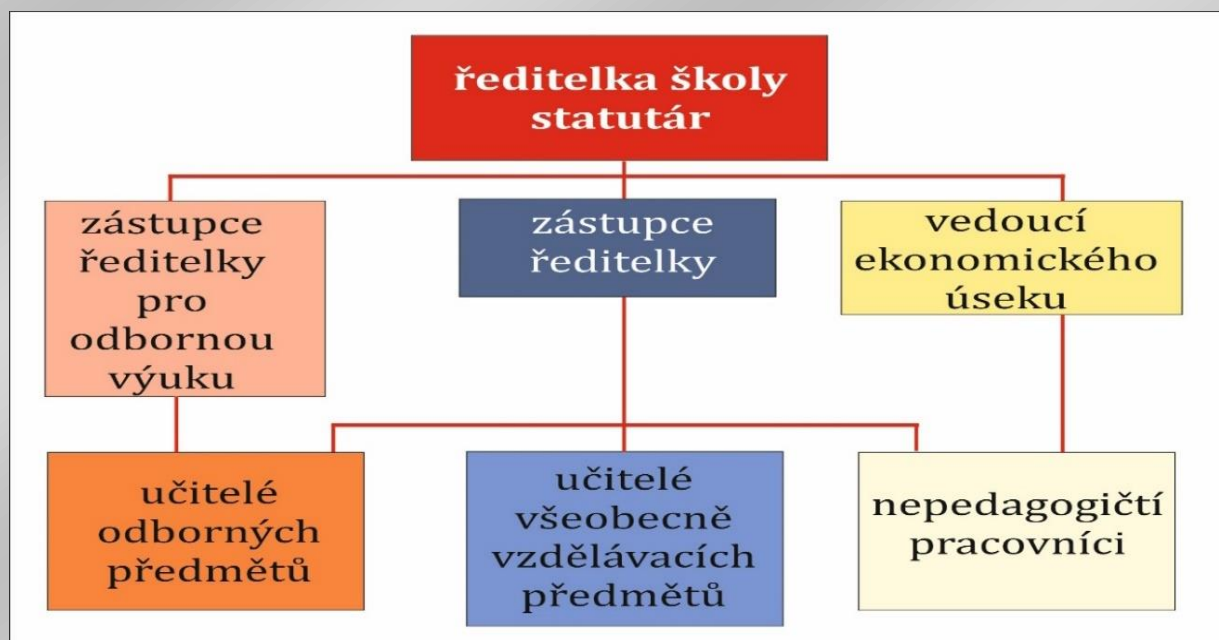 ředitelka školy
statutár
zástupce
ředitelky
pro
odbornou
výuku
zástupce
ředitelky
vedoucí
ekonomického
úseku
učitelé
odborných
předmětů
učitelé
všeobecně
vzdělávacích
předmětů
nepedagogičtí
pracovníci